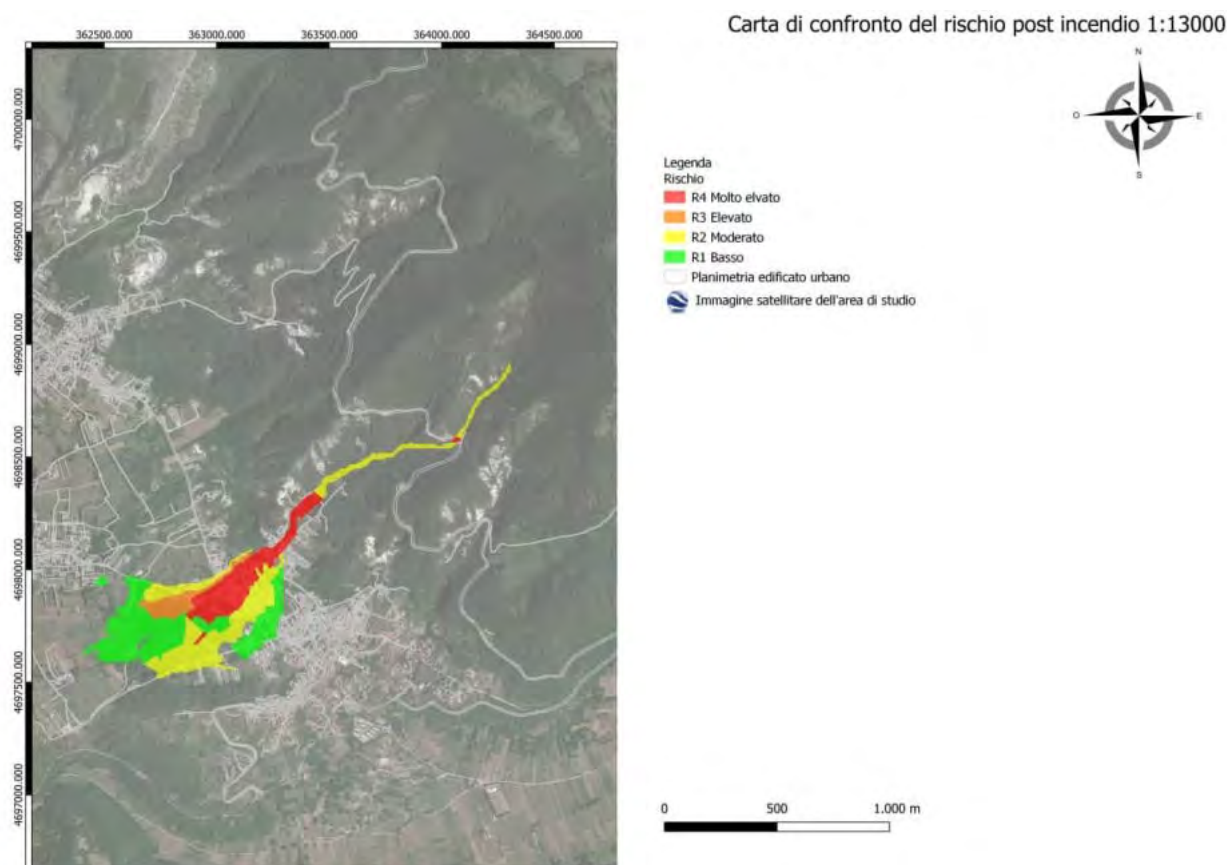 Carta di confronto del rischio post incendio 1:13000
362500.000 363000.000 363500.000 364000.000 364500.000
4700000.000
4699500.000
4699000.000
4698500.000
4698000.000
4697500.000
4697000.000
N
O E
S
Legenda
Rischio
R4 Molto elvato
R3 Elevato
R2 Moderato
R1 Basso
Planimetria edificato urbano
Immagine satellitare dell'area di studio
0 500 1.000 m